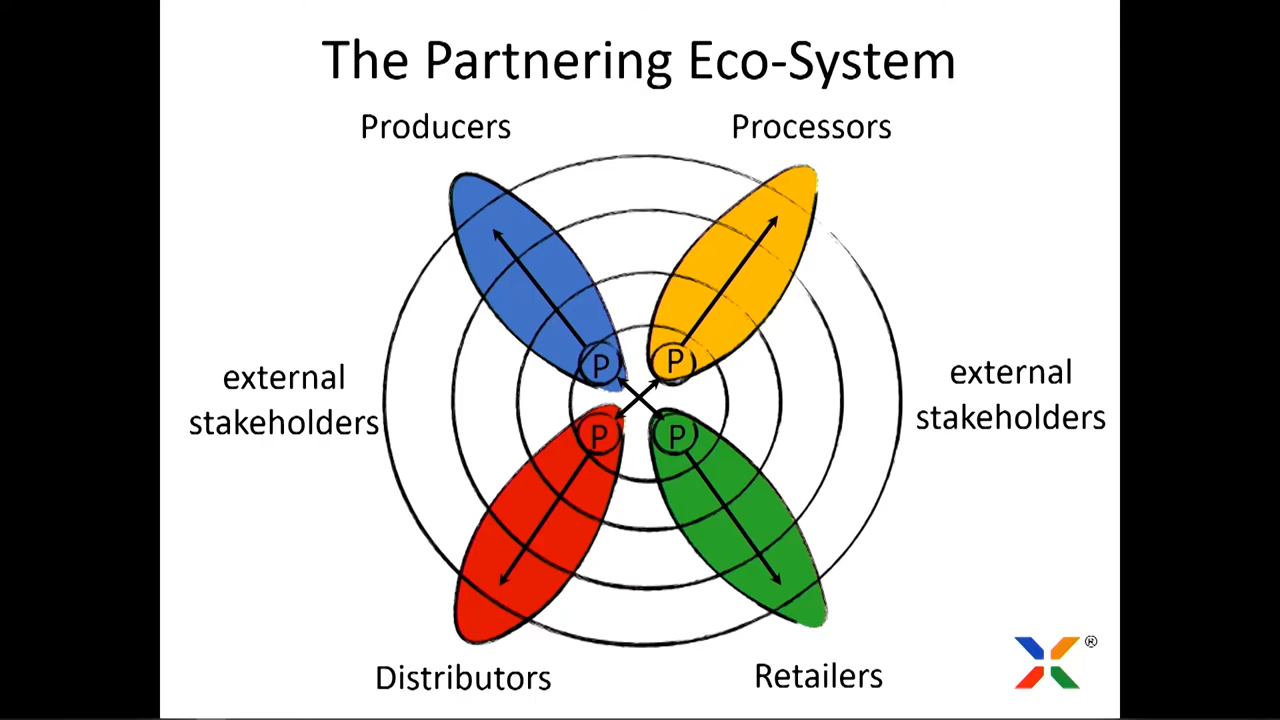 The Partnering Eco-System
Producers
Processors
P
P
external
stakeholders
external
stakeholders
P
P
Distributors
Retailers
®